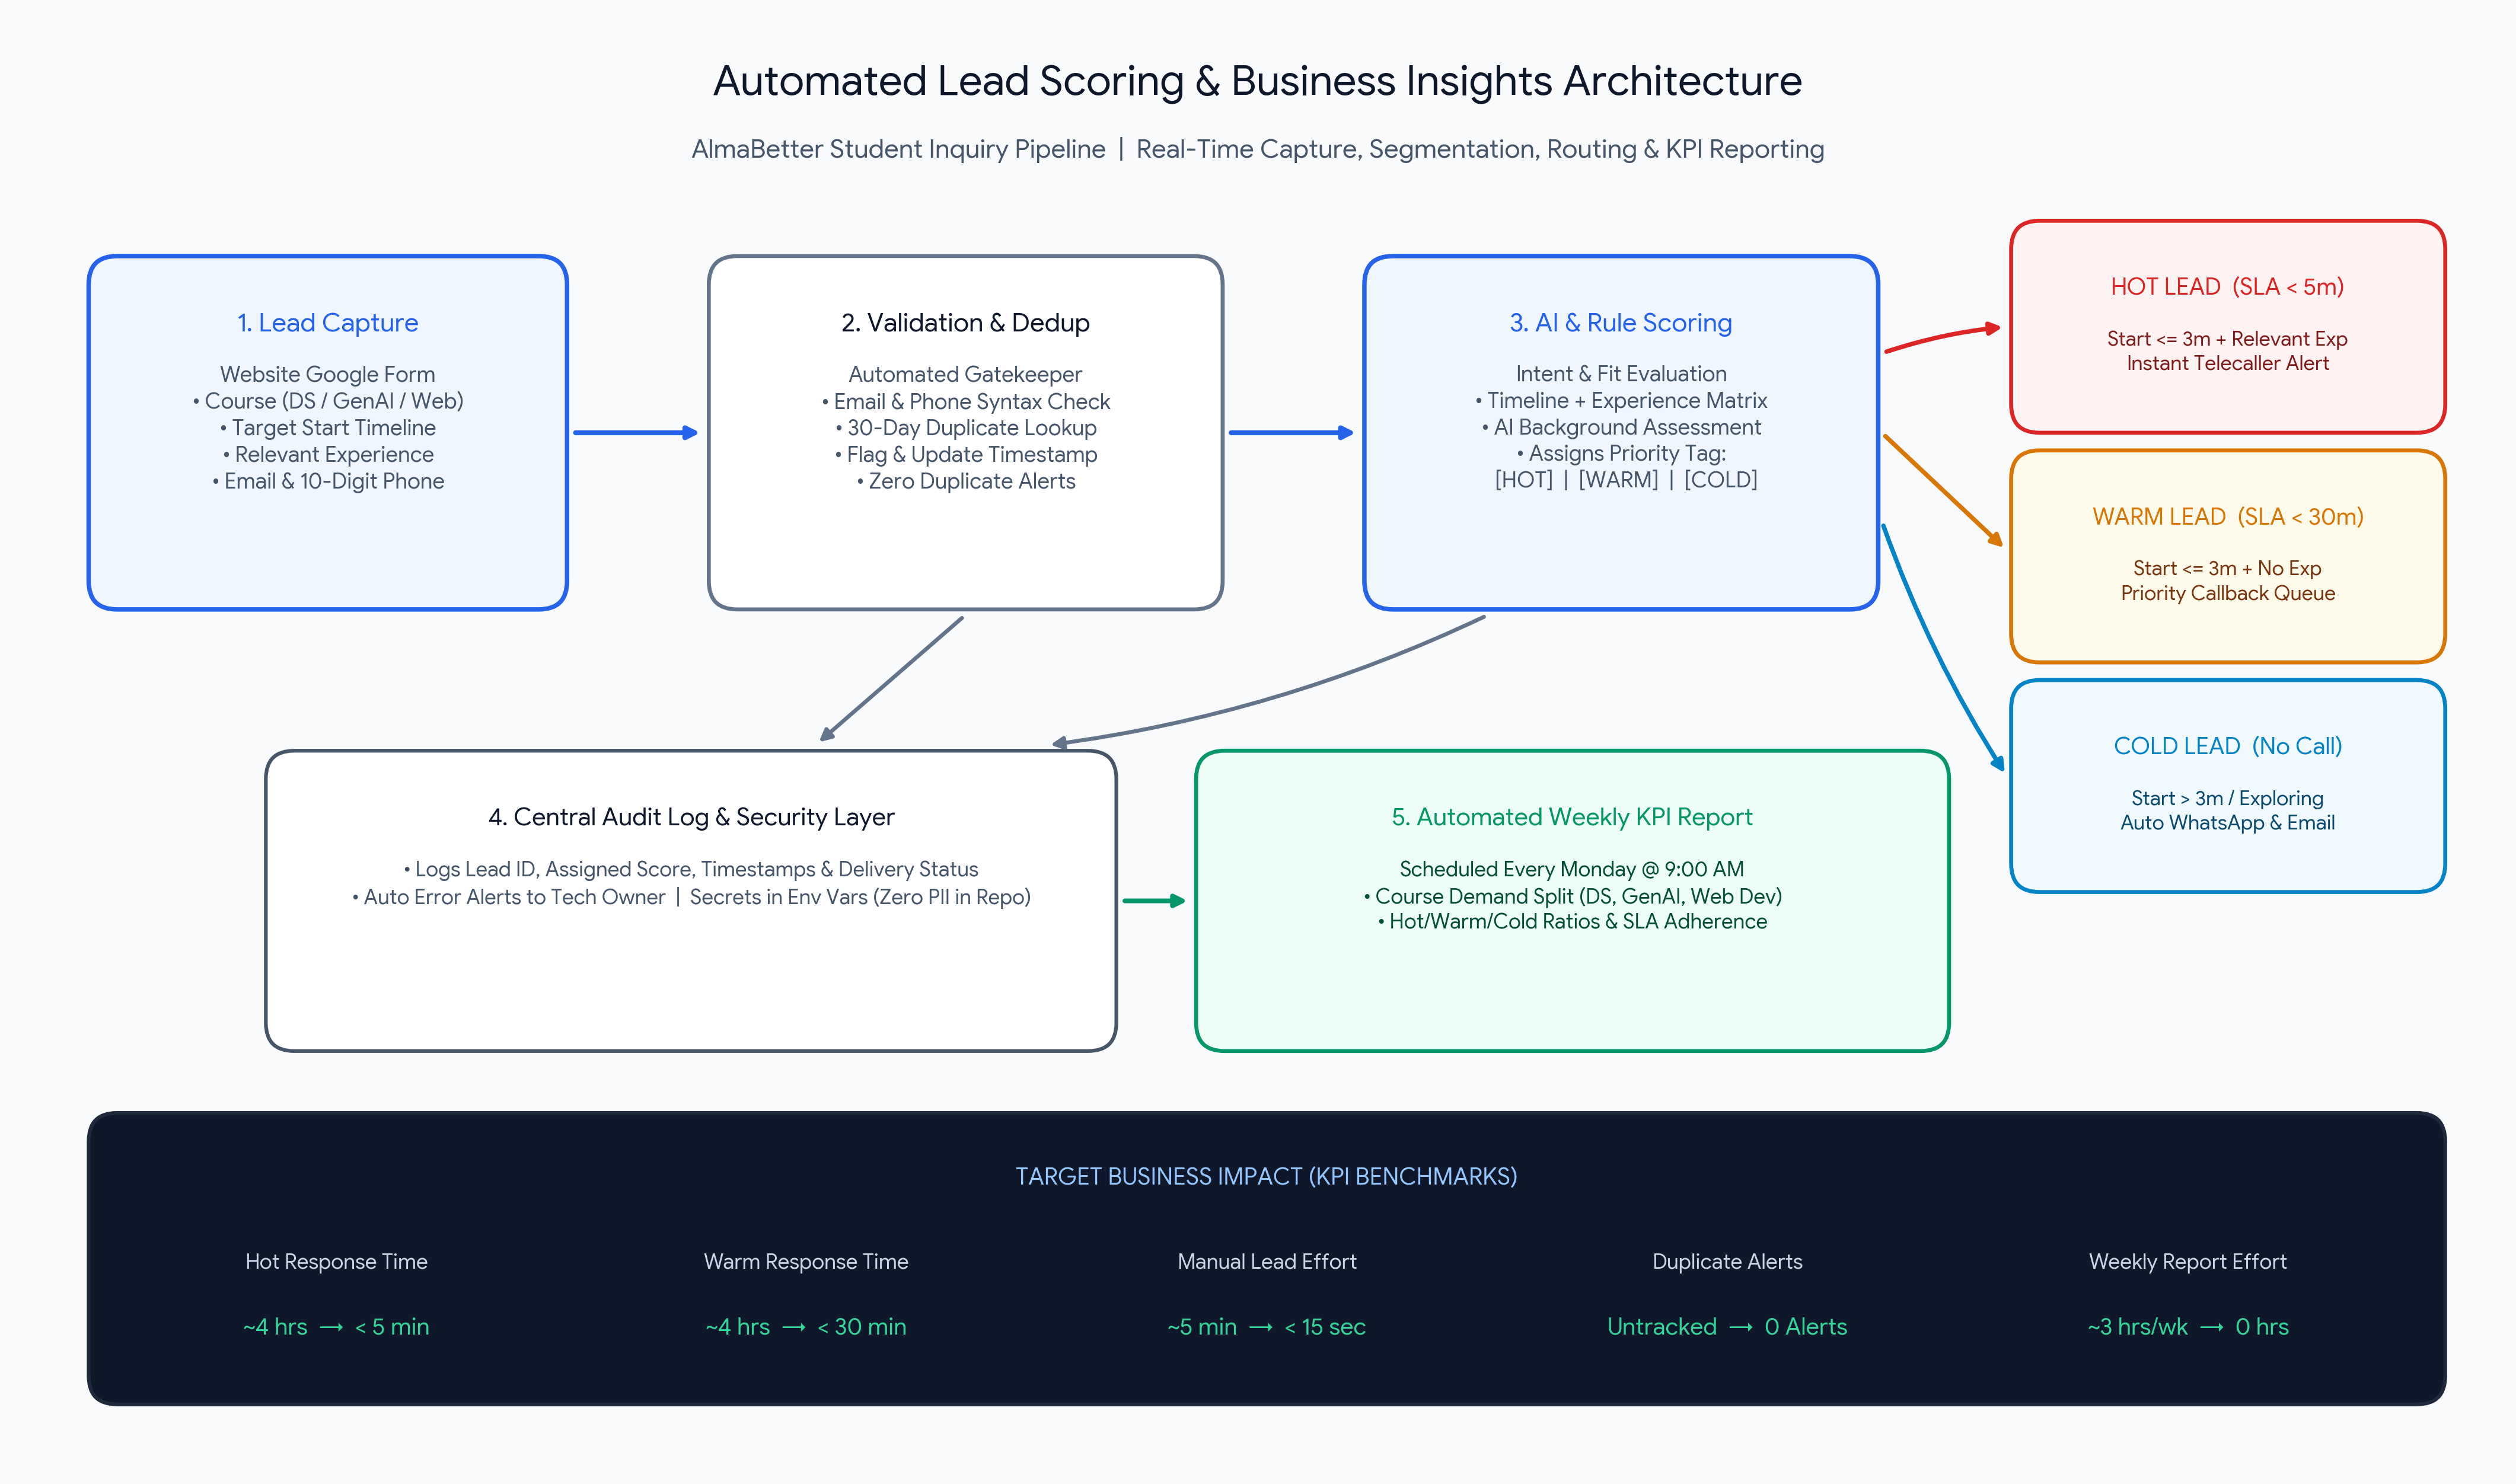 Automated Lead Scoring & Business Insights Architecture
AlmaBetter Student Inquiry Pipeline | Real-Time Capture, Segmentation, Routing & KPI Reporting
1. Lead Capture
Website Google Form
• Course (DS / GenAI / Web)
• Target Start Timeline
• Relevant Experience
• Email & 10-Digit Phone
2. Validation & Dedup
Automated Gatekeeper
• Email & Phone Syntax Check
• 30-Day Duplicate Lookup
• Flag & Update Timestamp
• Zero Duplicate Alerts
3. AI & Rule Scoring
Intent & Fit Evaluation
• Timeline + Experience Matrix
• AI Background Assessment
• Assigns Priority Tag:
[HOT] | [WARM] | [COLD]
HOT LEAD (SLA < 5m)
Start <= 3m + Relevant Exp
Instant Telecaller Alert
WARM LEAD (SLA < 30m)
Start <= 3m + No Exp
Priority Callback Queue
COLD LEAD (No Call)
Start > 3m / Exploring
Auto WhatsApp & Email
4. Central Audit Log & Security Layer
• Logs Lead ID, Assigned Score, Timestamps & Delivery Status
• Auto Error Alerts to Tech Owner | Secrets in Env Vars (Zero PII in Repo)
5. Automated Weekly KPI Report
Scheduled Every Monday @ 9:00 AM
• Course Demand Split (DS, GenAI, Web Dev)
• Hot/Warm/Cold Ratios & SLA Adherence
TARGET BUSINESS IMPACT (KPI BENCHMARKS)
Hot Response Time
~4 hrs → < 5 min
Warm Response Time
~4 hrs → < 30 min
Manual Lead Effort
~5 min → < 15 sec
Duplicate Alerts
Untracked → 0 Alerts
Weekly Report Effort
~3 hrs/wk → 0 hrs